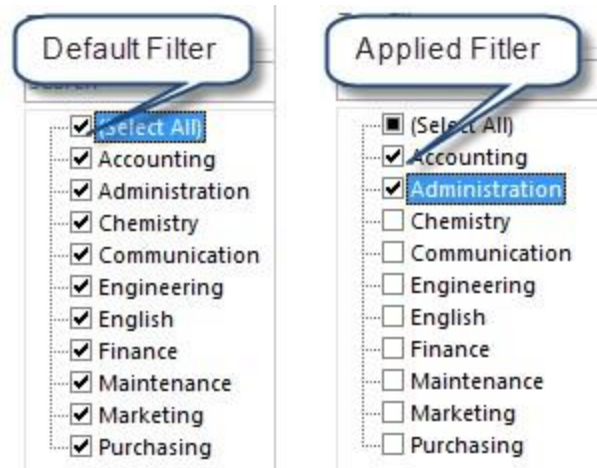 Default Filter
(Select All)
Accounting
Administration
Chemistry
Communication
Engineering
English
Finance
Maintenance
Marketing
Purchasing
Applied Fitler
(Select All)
Accounting
Administration
Chemistry
Communication
Engineering
English
Finance
Maintenance
Marketing
Purchasing